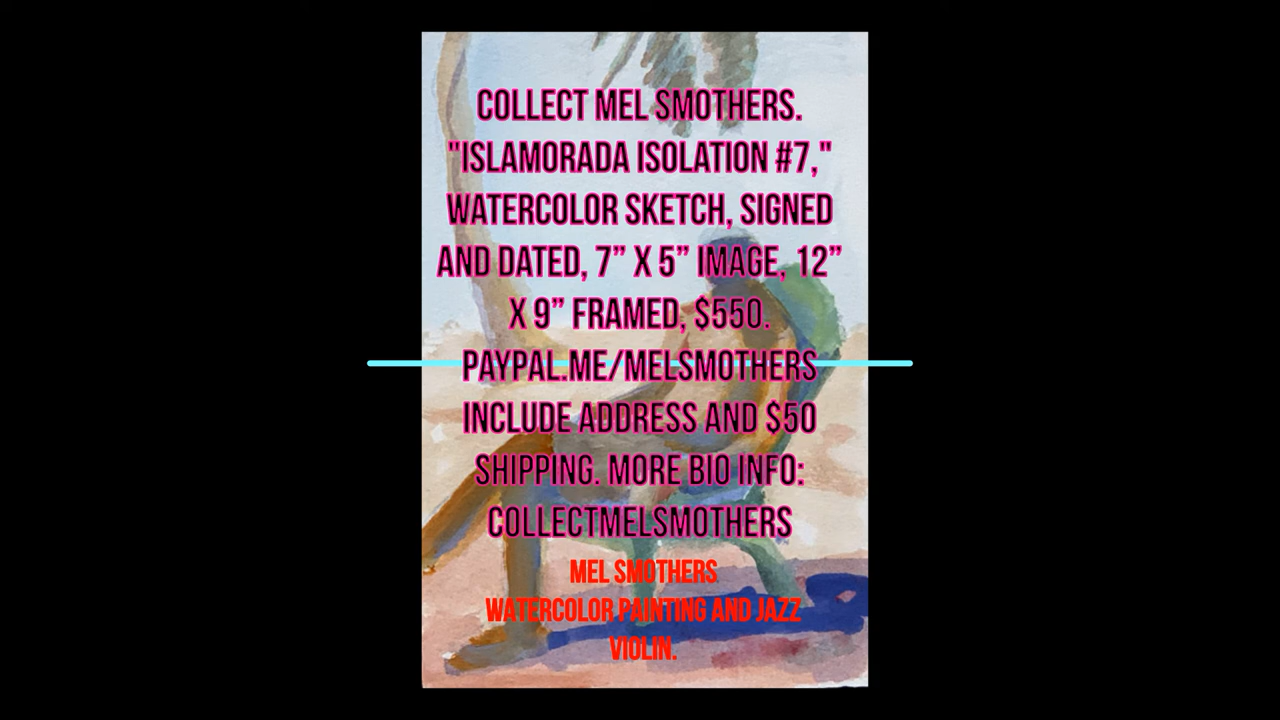 COLLECT MEL SMOTHERS.
"ISLAMORADA ISOLATION #7,"
WATERCOLOR SKETCH, SIGNED
AND DATED, 7” X 5” IMAGE, 12”
X 9” FRAMED, $550.
PAYPAL.ME/MELSMOTHERS
INCLUDE ADDRESS AND $50
SHIPPING. MORE BIO INFO:
COLLECTMELSMOTHERS
MEL SMOTHERS
WATERCOLOR PAINTING AND JAZZ
VIOLIN.